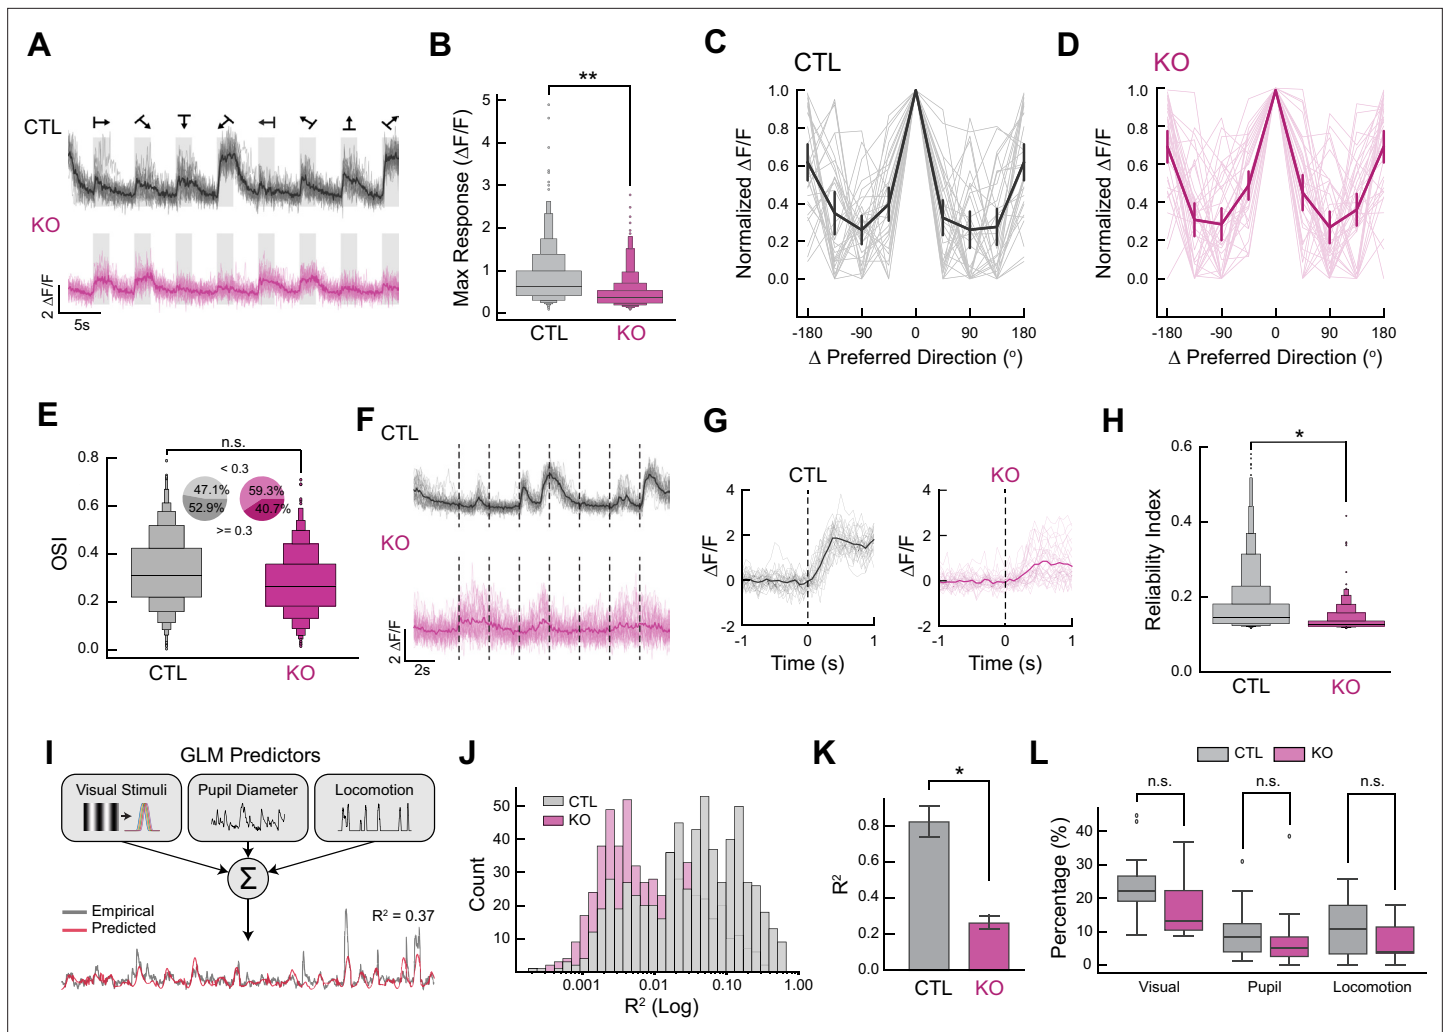 A
CTL
KO
2 ΔF/F
5s
B
**
Max Response (ΔF/F)
5
4
3
2
1
0
CTL
KO
C
CTL
Normalized ΔF/F
1.0
0.8
0.6
0.4
0.2
0.0
-180
-90
0
90
180
Δ Preferred Direction (°)
D
KO
Normalized ΔF/F
1.0
0.8
0.6
0.4
0.2
0.0
-180
-90
0
90
180
Δ Preferred Direction (°)
E
n.s.
OSI
0.8
0.6
0.4
0.2
0.0
< 0.3
47.1%
52.9%
59.3%
40.7%
>= 0.3
CTL
KO
F
CTL
KO
2 ΔF/F
2s
G
CTL
ΔF/F
4
2
0
-2
-1
0
1
Time (s)
KO
ΔF/F
4
2
0
-2
-1
0
1
Time (s)
H
*
Reliability Index
0.6
0.4
0.2
0.0
CTL
KO
I
GLM Predictors
Visual Stimuli
Pupil Diameter
Locomotion
Σ
Empirical
Predicted
R² = 0.37
J
CTL
KO
Count
50
40
30
20
10
0.001
0.01
0.10
1.00
R² (Log)
K
*
R²
0.8
0.6
0.4
0.2
0.0
CTL
KO
L
CTL
KO
n.s.
n.s.
n.s.
Percentage (%)
40
30
20
10
0
Visual
Pupil
Locomotion